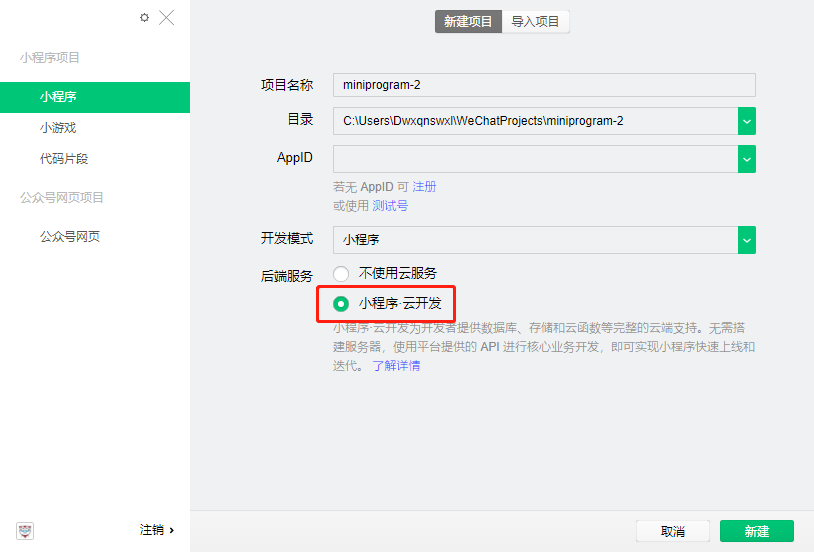 新建项目 导入项目
小程序项目
小程序
小游戏
代码片段
公众号网页项目
公众号网页
项目名称 miniprogram-2
目录 C:\Users\Dwxqnswxl\WeChatProjects\miniprogram-2
AppID
若无 AppID 可 注册
或使用 测试号
开发模式 小程序
后端服务 不使用云服务
小程序·云开发
小程序·云开发为开发者提供数据库、存储和云函数等完整的云端支持。无需搭
建服务器，使用平台提供的 API 进行核心业务开发，即可实现小程序快速上线和
迭代。 了解详情
注销 ›
取消 新建